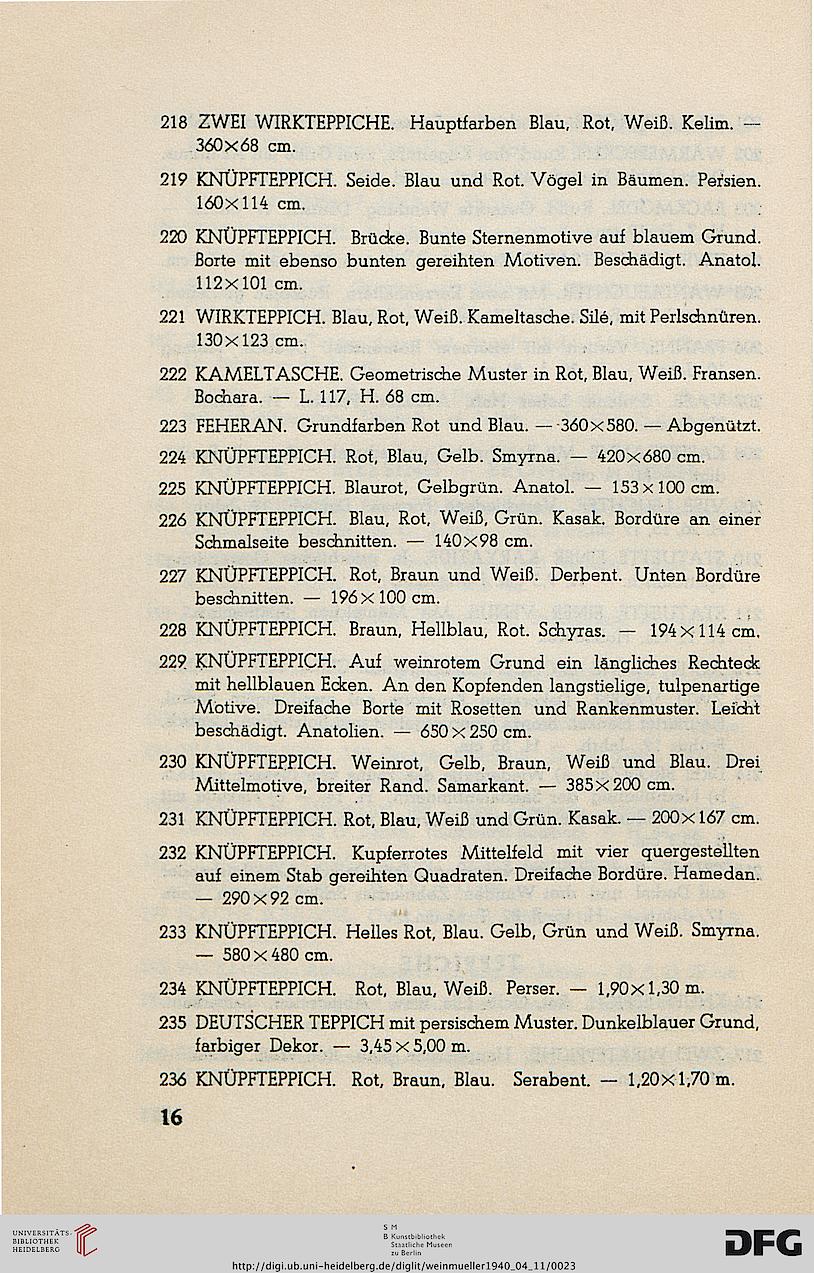 218 ZWEI WIRKTEPPICHE. Hauptfarben Blau, Rot, Weiß. Kelim. —
360×68 cm.
219 KNÜPFTEPPICH. Seide. Blau und Rot. Vögel in Bäumen. Persien.
160×114 cm.
220 KNÜPFTEPPICH. Brücke. Bunte Sternenmotive auf blauem Grund.
Borte mit ebenso bunten gereihten Motiven. Beschädigt. Anatol.
112×101 cm.
221 WIRKTEPPICH. Blau, Rot, Weiß. Kameltasche. Silé, mit Perlschnüren.
130×123 cm.
222 KAMELTASCHE. Geometrische Muster in Rot, Blau, Weiß. Fransen.
Bochara. — L. 117, H. 68 cm.
223 FEHERAN. Grundfarben Rot und Blau. — 360×580. — Abgenützt.
224 KNÜPFTEPPICH. Rot, Blau, Gelb. Smyrna. — 420×680 cm.
225 KNÜPFTEPPICH. Blaurot, Gelbgrün. Anatol. — 153×100 cm.
226 KNÜPFTEPPICH. Blau, Rot, Weiß, Grün. Kasak. Bordüre an einer
Schmalseite beschnitten. — 140×98 cm.
227 KNÜPFTEPPICH. Rot, Braun und Weiß. Derbent. Unten Bordüre
beschnitten. — 196×100 cm.
228 KNÜPFTEPPICH. Braun, Hellblau, Rot. Schyras. — 194×114 cm.
229 KNÜPFTEPPICH. Auf weinrotem Grund ein längliches Rechteck
mit hellblauen Ecken. An den Kopfenden langstielige, tulpenartige
Motive. Dreifache Borte mit Rosetten und Rankenmuster. Leicht
beschädigt. Anatolien. — 650×250 cm.
230 KNÜPFTEPPICH. Weinrot, Gelb, Braun, Weiß und Blau. Drei
Mittelmotive, breiter Rand. Samarkant. — 385×200 cm.
231 KNÜPFTEPPICH. Rot, Blau, Weiß und Grün. Kasak. — 200×167 cm.
232 KNÜPFTEPPICH. Kupferrotes Mittelfeld mit vier quergestellten
auf einem Stab gereihten Quadraten. Dreifache Bordüre. Hamedan.
— 290×92 cm.
233 KNÜPFTEPPICH. Helles Rot, Blau. Gelb, Grün und Weiß. Smyrna.
— 580×480 cm.
234 KNÜPFTEPPICH. Rot, Blau, Weiß. Perser. — 1,90×1,30 m.
235 DEUTSCHER TEPPICH mit persischem Muster. Dunkelblauer Grund,
farbiger Dekor. — 3,45×5,00 m.
236 KNÜPFTEPPICH. Rot, Braun, Blau. Serabent. — 1,20×1,70 m.
16
UNIVERSITÄTS-
BIBLIOTHEK
HEIDELBERG
S M
B Kunstbibliothek
Staatliche Museen
zu Berlin
DFG
http://digi.ub.uni-heidelberg.de/diglit/weinmueller1940_04_11/0023